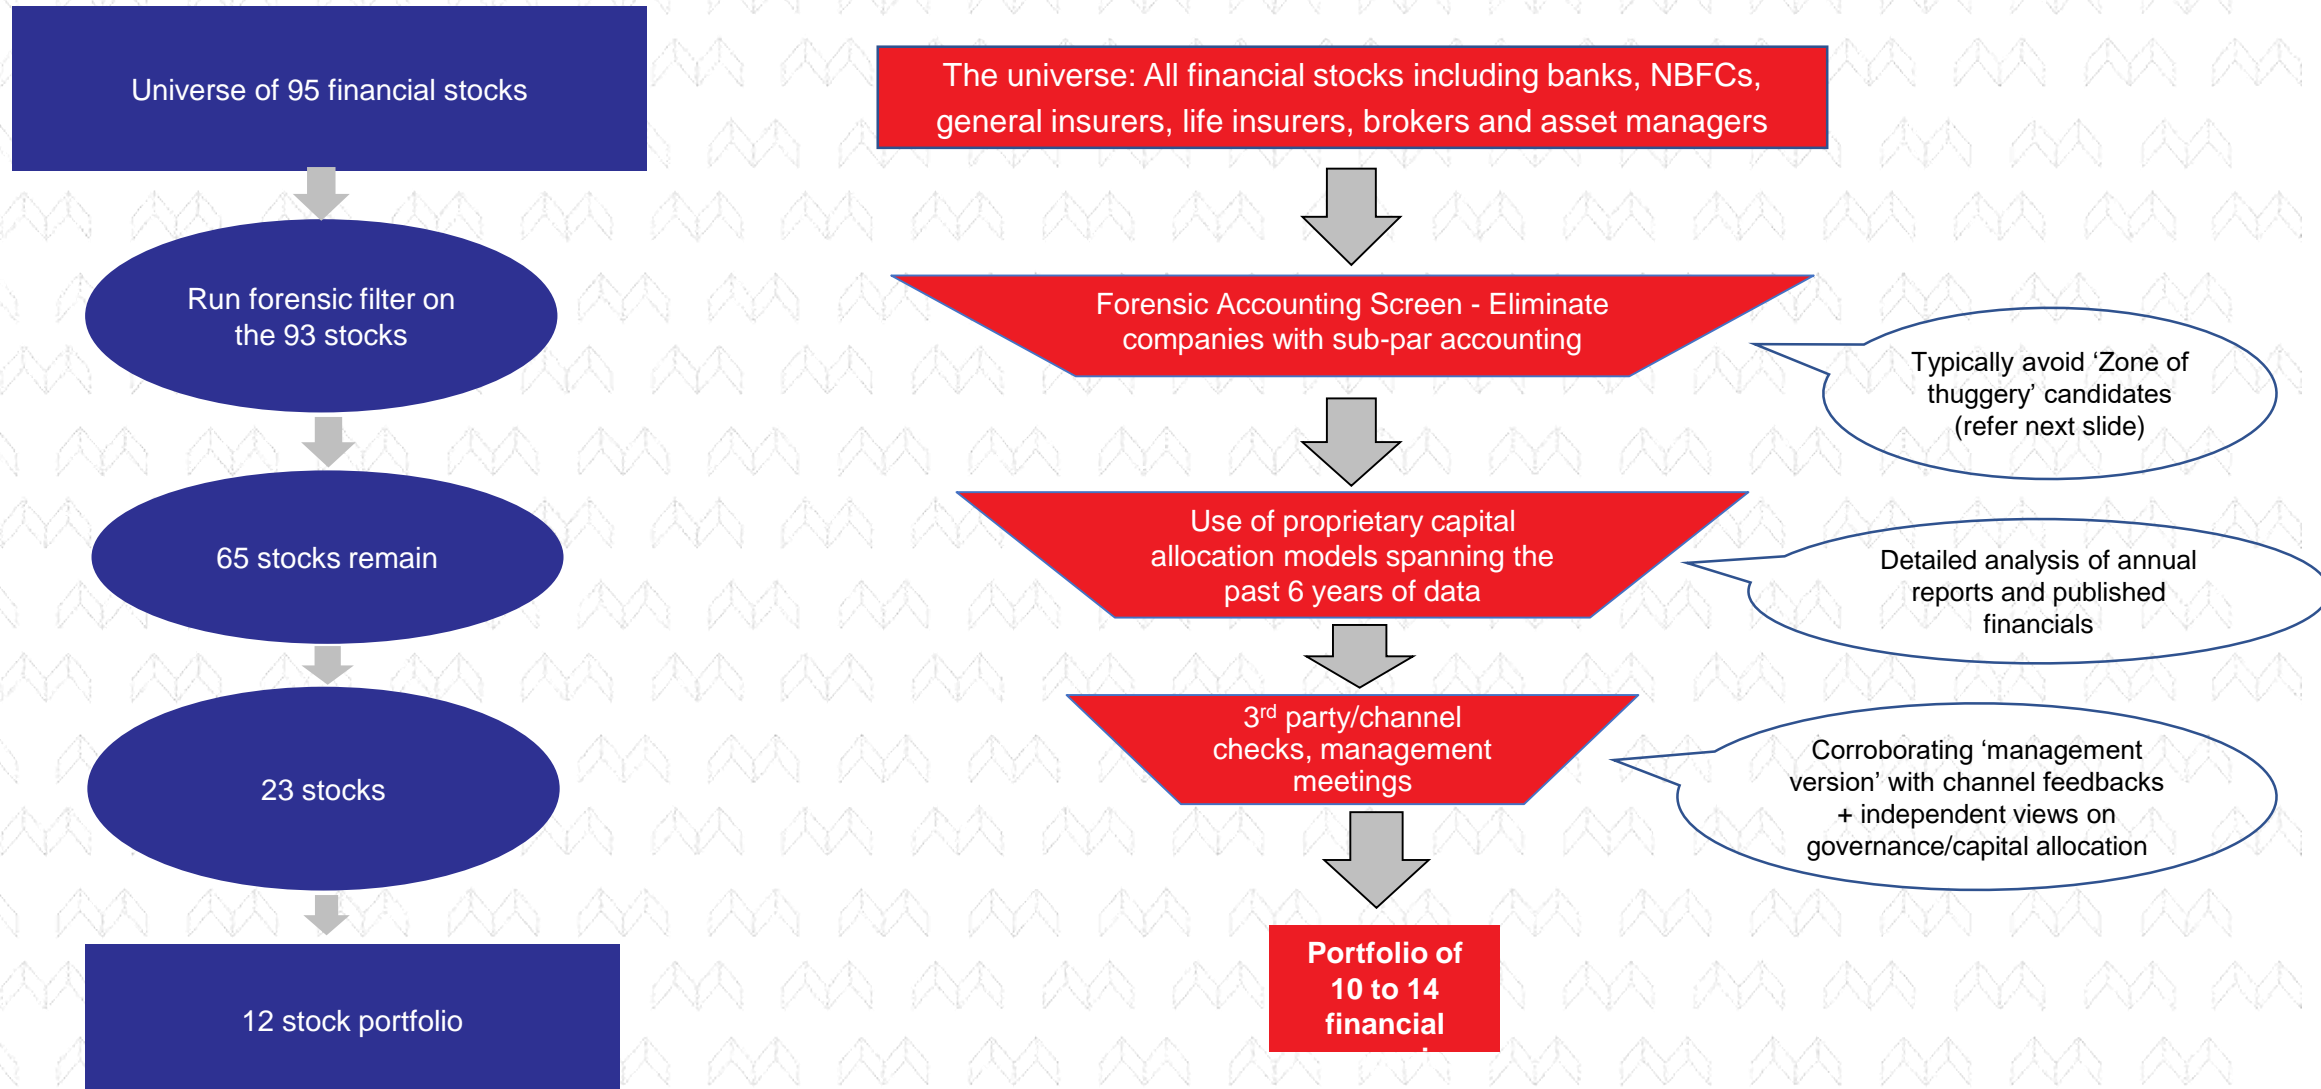 Universe of 95 financial stocks
Run forensic filter on
the 93 stocks
65 stocks remain
23 stocks
12 stock portfolio
The universe: All financial stocks including banks, NBFCs,
general insurers, life insurers, brokers and asset managers
Forensic Accounting Screen - Eliminate
companies with sub-par accounting
Typically avoid ‘Zone of
thuggery’ candidates
(refer next slide)
Use of proprietary capital
allocation models spanning the
past 6 years of data
Detailed analysis of annual
reports and published
financials
3rd party/channel
checks, management
meetings
Corroborating ‘management
version’ with channel feedbacks
+ independent views on
governance/capital allocation
Portfolio of
10 to 14
financial